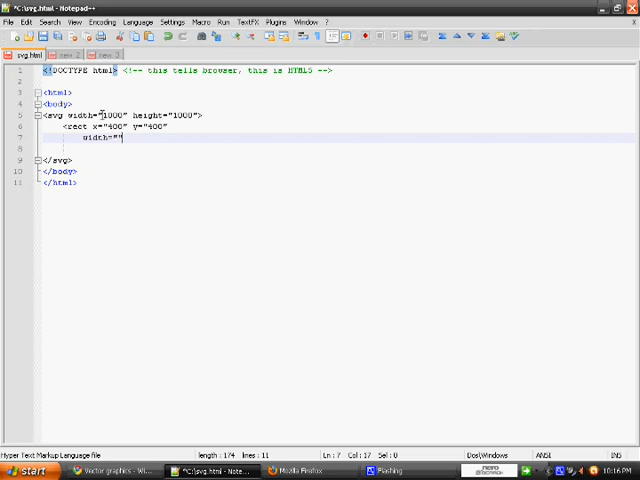 *C:\svg.html - Notepad++
File Edit Search View Encoding Language Settings Macro Run TextFX Plugins Window ?
X
svg.html new 2 new 3
1 <!DOCTYPE html> <!-- this tells browser, this is HTML5 -->
2
3 <html>
4 <body>
5 <svg width="1000" height="1000">
6 <rect x="400" y="400"
7 width=""
8
9 </svg>
10 </body>
11 </html>
Hyper Text Markup Language file length : 174 lines : 11 Ln : 7 Col : 17 Sel : 0 Dos\Windows ANSI INS
start Vector graphics - Wi... *C:\svg.html - Note... Mozilla Firefox Flashing nero 10:16 PM